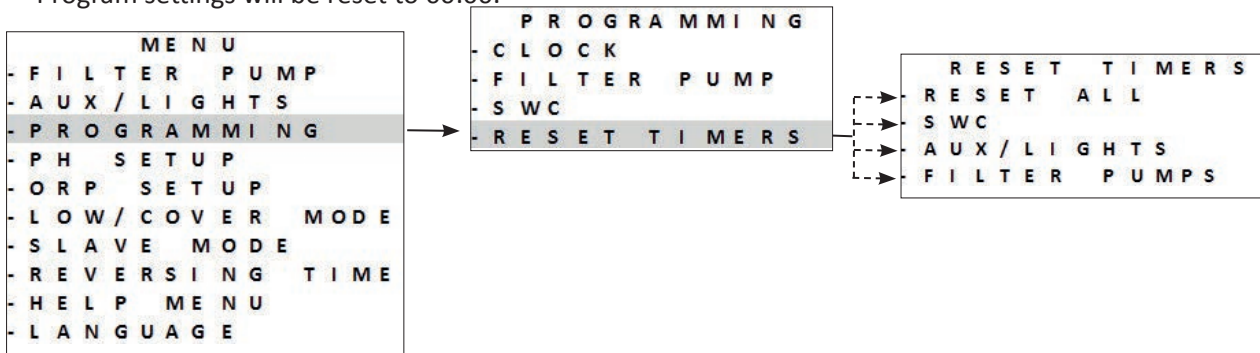 Program settings will be reset to 00:00.
MENU
- FILTER PUMP
- AUX/LIGHTS
- PROGRAMMING
- PH SETUP
- ORP SETUP
- LOW/COVER MODE
- SLAVE MODE
- REVERSING TIME
- HELP MENU
- LANGUAGE
PROGRAMMING
- CLOCK
- FILTER PUMP
- SWC
- RESET TIMERS
RESET TIMERS
- RESET ALL
- SWC
- AUX/LIGHTS
- FILTER PUMPS